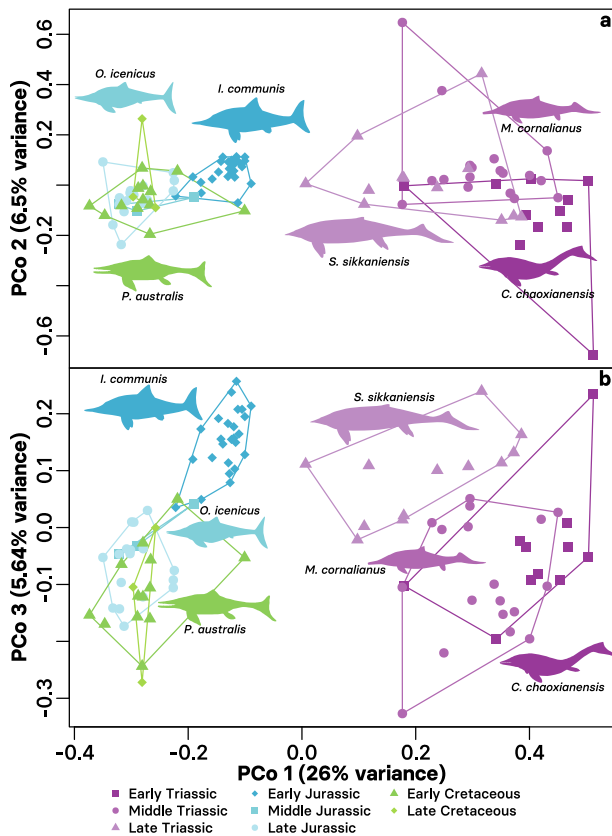 a
0.6
0.4
0.2
-0.2
-0.6
PCo 2 (6.5% variance)
O. icenicus
I. communis
M. cornalianus
S. sikkaniensis
C. chaoxianensis
P. australis
b
0.2
0.1
0.0
-0.1
-0.3
PCo 3 (5.64% variance)
I. communis
S. sikkaniensis
O. icenicus
M. cornalianus
P. australis
C. chaoxianensis
-0.4 -0.2 0.0 0.2 0.4
PCo 1 (26% variance)
Early Triassic Early Jurassic Early Cretaceous
Middle Triassic Middle Jurassic Late Cretaceous
Late Triassic Late Jurassic